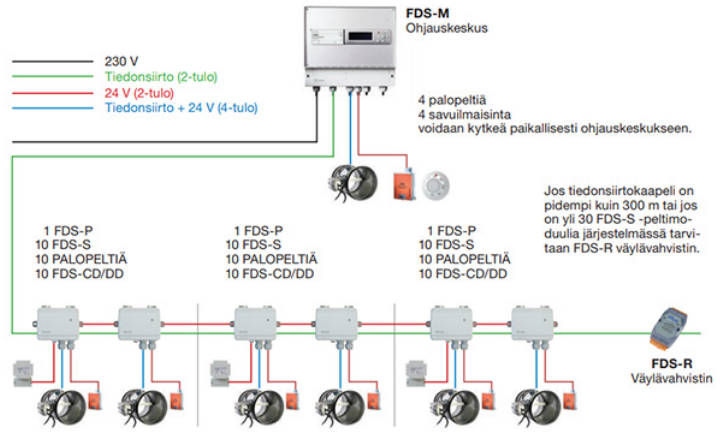 FDS-M
Ohjauskeskus
230 V
Tiedonsiirto (2-tulo)
24 V (2-tulo)
Tiedonsiirto + 24 V (4-tulo)
4 palopeltiä
4 savuilmaisinta
voidaan kytkeä paikallisesti ohjauskeskukseen.
Jos tiedonsiirtokaapeli on
pidempi kuin 300 m tai jos
on yli 30 FDS-S -peltimo-
duulia järjestelmässä tarvi-
taan FDS-R väylävahvistin.
1 FDS-P
10 FDS-S
10 PALOPELTIÄ
10 FDS-CD/DD
1 FDS-P
10 FDS-S
10 PALOPELTIÄ
10 FDS-CD/DD
1 FDS-P
10 FDS-S
10 PALOPELTIÄ
10 FDS-CD/DD
FDS-R
Väylävahvistin